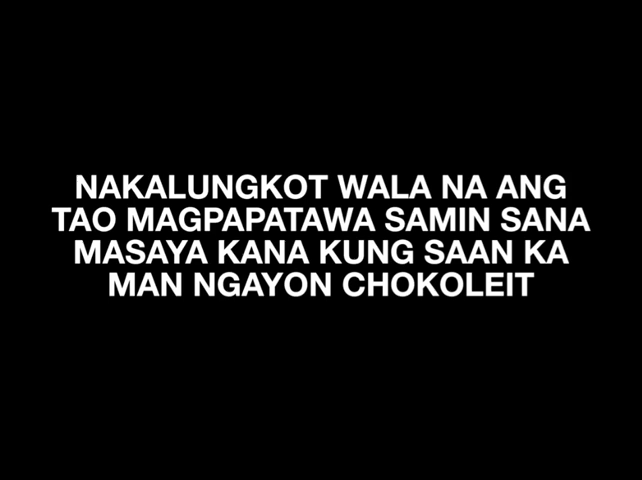 NAKALUNGKOT WALA NA ANG
TAO MAGPAPATAWA SAMIN SANA
MASAYA KANA KUNG SAAN KA
MAN NGAYON CHOKOLEIT